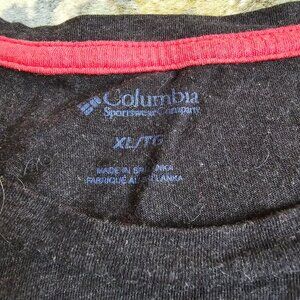 Columbia
Sportswear Company
XL/TG
MADE IN SRI LANKA
FABRIQUÉ AU SRI LANKA